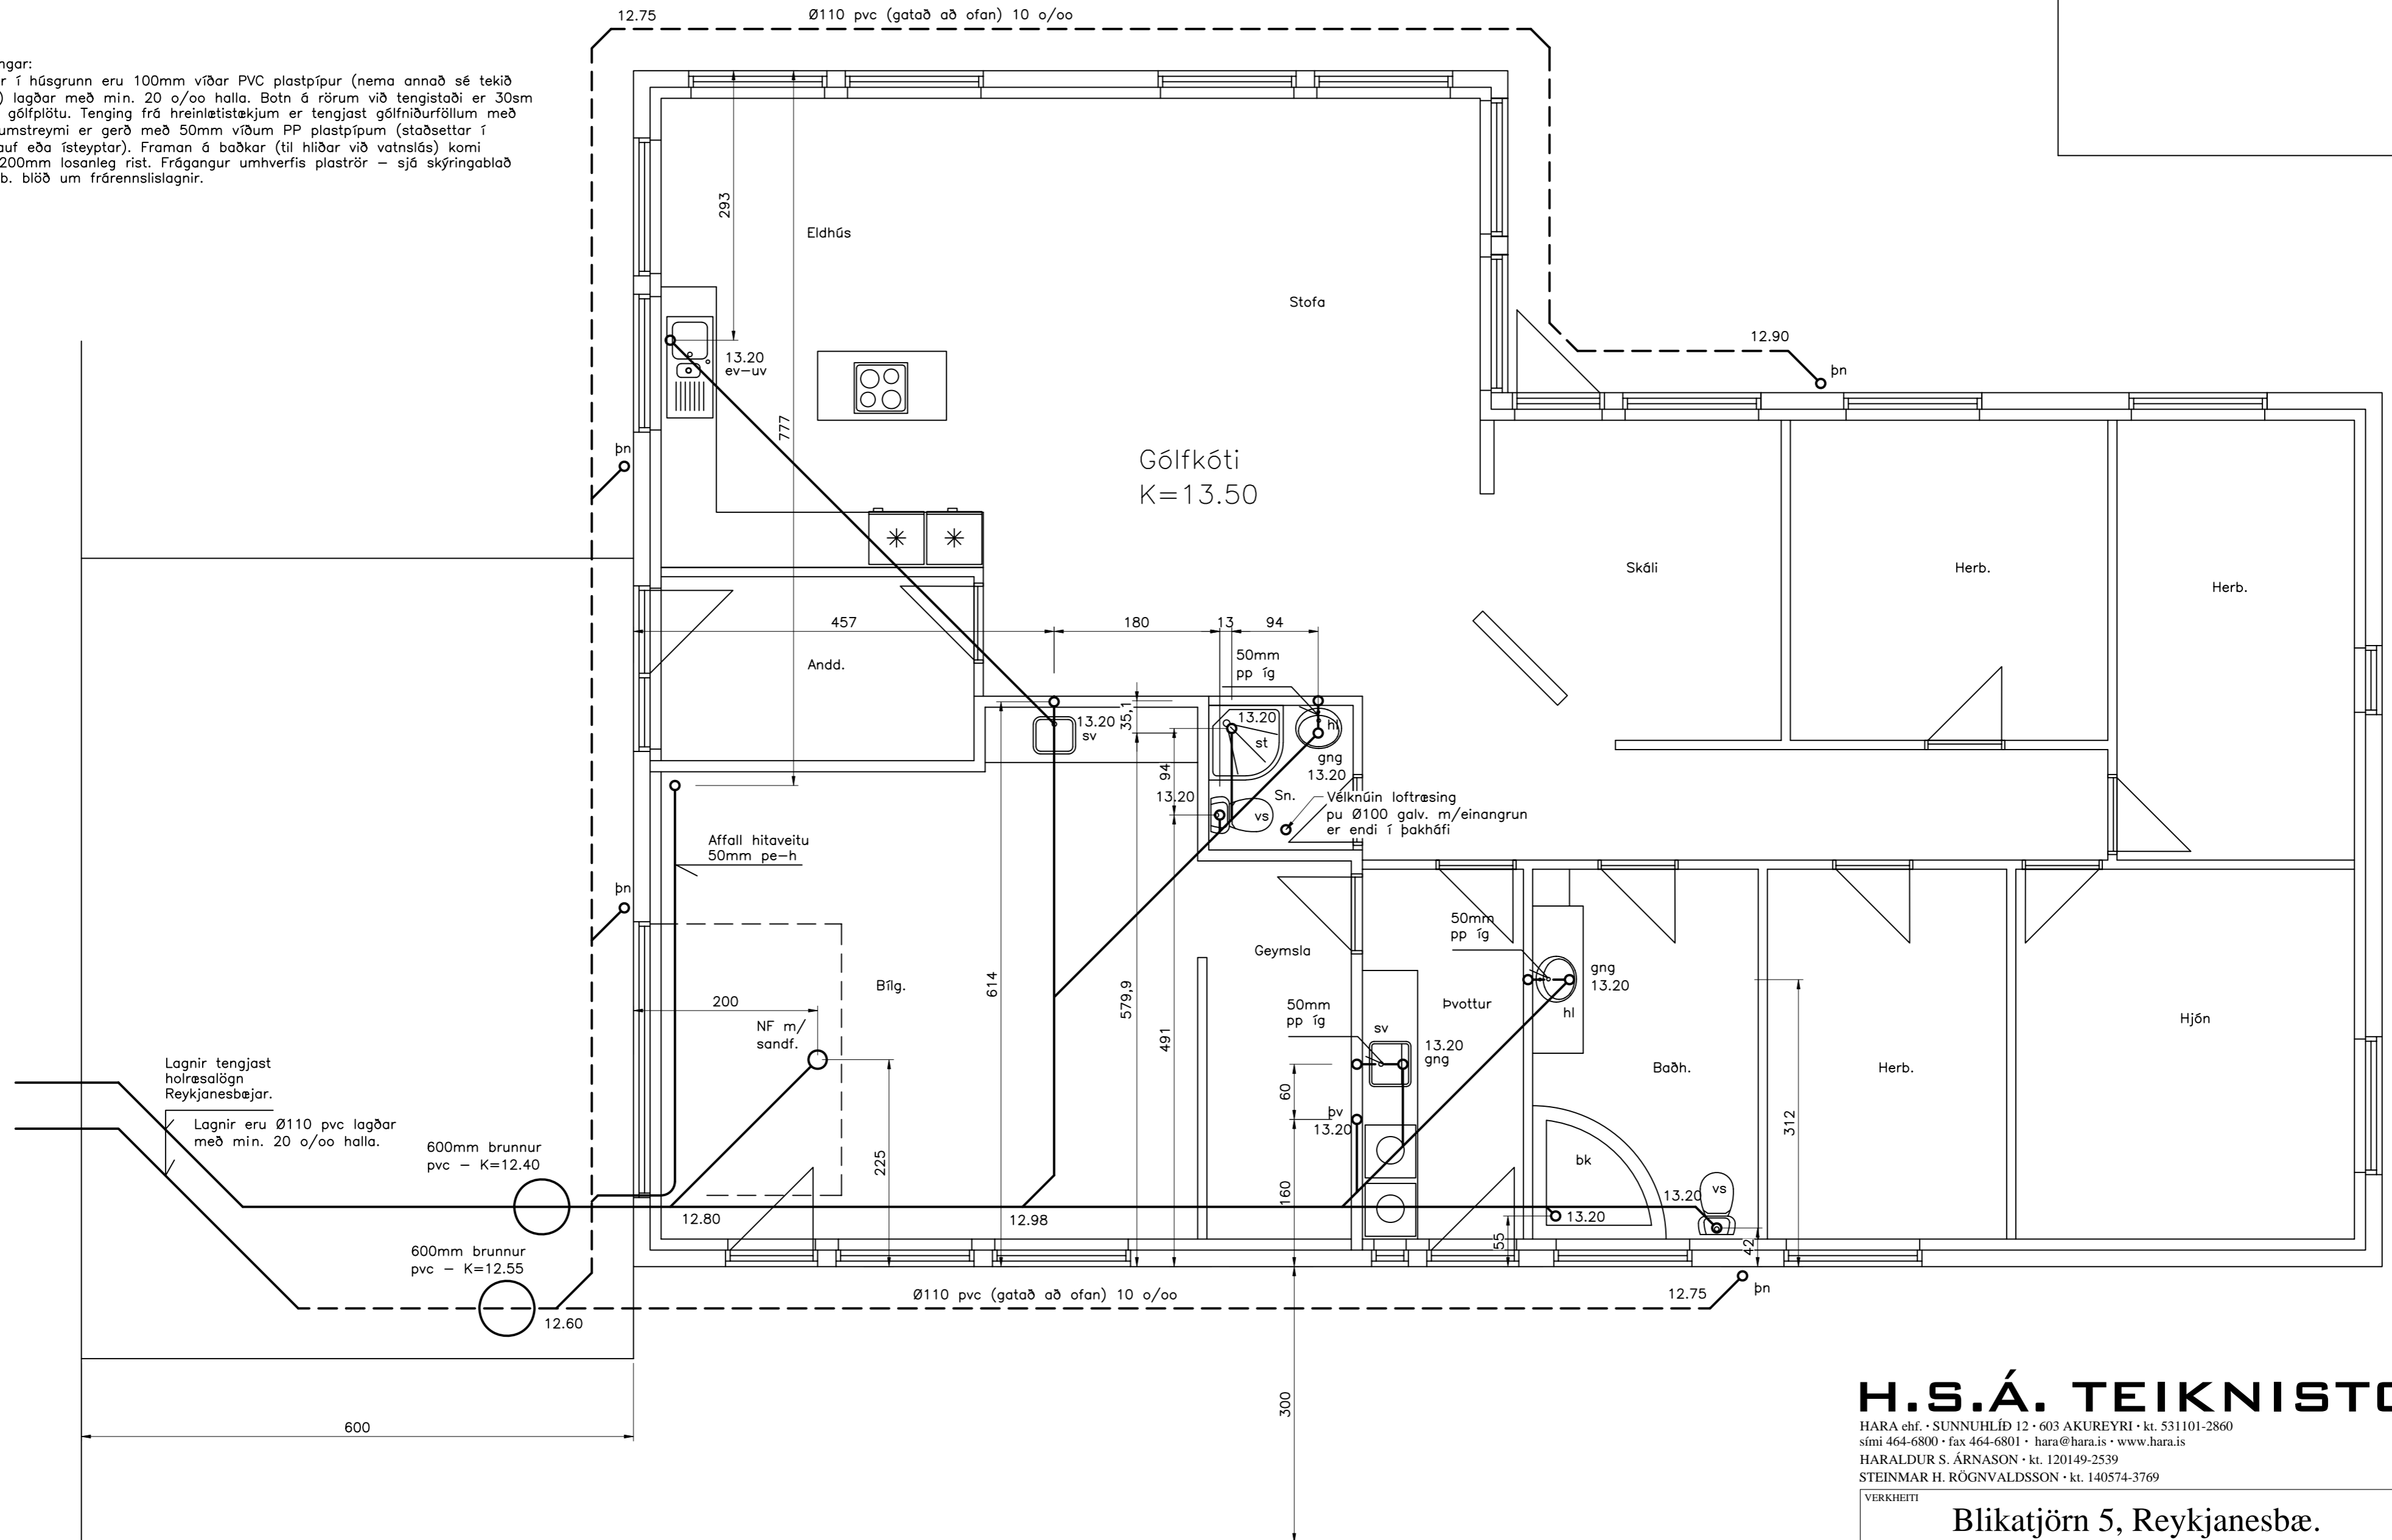 12.75
Ø110 pvc (gatað að ofan) 10 o/oo
ngar:
r í húsgrunn eru 100mm víðar PVC plastpípur (nema annað sé tekið
) lagðar með min. 20 o/oo halla. Botn á rörum við tengistaði er 30sm
gólfplötu. Tenging frá hreinlætistækjum er tengjast gólfniðurföllum með
umstreymi er gerð með 50mm víðum PP plastpípum (staðsettar í
auf eða ísteyptar). Framan á baðkar (til hliðar við vatnslás) komi
200mm losanleg rist. Frágangur umhverfis plaströr – sjá skýringablað
b. blöð um frárennslislagnir.
293
Eldhús
Stofa
12.90
þn
13.20
ev–uv
777
þn
Gólfkóti
K=13.50
Skáli
Herb.
Herb.
457
180
13
94
Andd.
50mm
pp íg
35,1
13.20
sv
13.20
hl
st
gng
13.20
94
13.20
Sn.
vs
Vélknúin loftræsing
pu Ø100 galv. m/einangrun
er endi í þakháfi
Affall hitaveitu
50mm pe–h
þn
50mm
pp íg
Geymsla
gng
13.20
hl
Bílg.
614
579,9
491
200
NF m/
sandf.
50mm
pp íg
Þvottur
sv
13.20
gng
Hjón
Baðh.
Herb.
Lagnir tengjast
holræsalögn
Reykjanesbæjar.
Lagnir eru Ø110 pvc lagðar
með min. 20 o/oo halla.
60
þv
13.20
312
600mm brunnur
pvc – K=12.40
225
bk
160
13.20
vs
12.80
12.98
13.20
55
42
600mm brunnur
pvc – K=12.55
þn
Ø110 pvc (gatað að ofan) 10 o/oo
12.75
12.60
300
600
H.S.Á. TEIKNISTO
HARA ehf. · SUNNUHLÍÐ 12 · 603 AKUREYRI · kt. 531101-2860
sími 464-6800 · fax 464-6801 · hara@hara.is · www.hara.is
HARALDUR S. ÁRNASON · kt. 120149-2539
STEINMAR H. RÖGNVALDSSON · kt. 140574-3769
VERKHEITI
Blikatjörn 5, Reykjanesbæ.